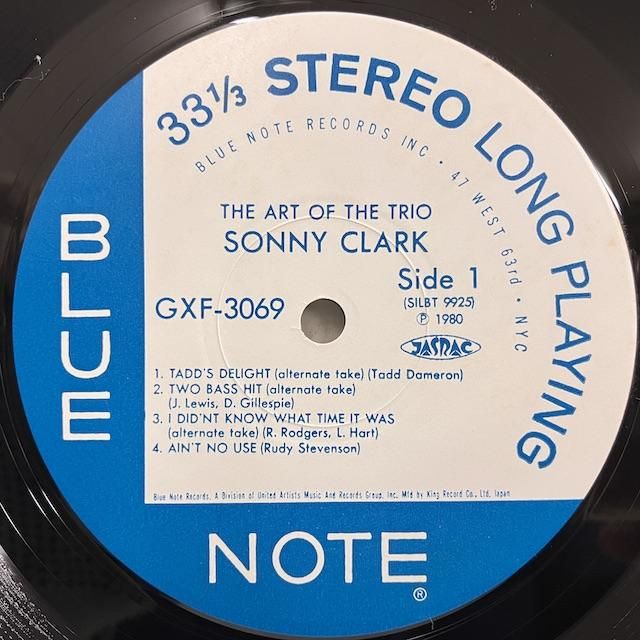 33 1/3 STEREO LONG PLAYING
BLUE NOTE RECORDS INC • 47 WEST 63rd • NYC
THE ART OF THE TRIO
SONNY CLARK
Side 1
GXF-3069
(SILBT 9925)
Ⓟ 1980
JASRAC
1. TADD'S DELIGHT (alternate take) (Tadd Dameron)
2. TWO BASS HIT (alternate take)
(J. Lewis, D. Gillespie)
3. I DID'NT KNOW WHAT TIME IT WAS
(alternate take) (R. Rodgers, L. Hart)
4. AIN'T NO USE (Rudy Stevenson)
Blue Note Records, A Division of United Artists Music And Records Group, Inc. Mfd by King Record Co., Ltd, Japan
BLUE
NOTE®